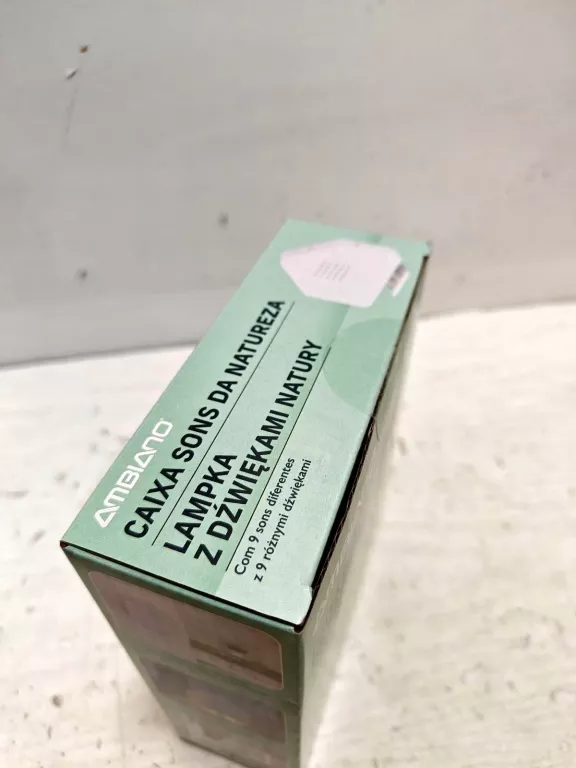 AMBIANO
CAIXA SONS DA NATUREZA
LAMPKA
Z DŹWIĘKAMI NATURY
Com 9 sons diferentes
z 9 różnymi dźwiękami